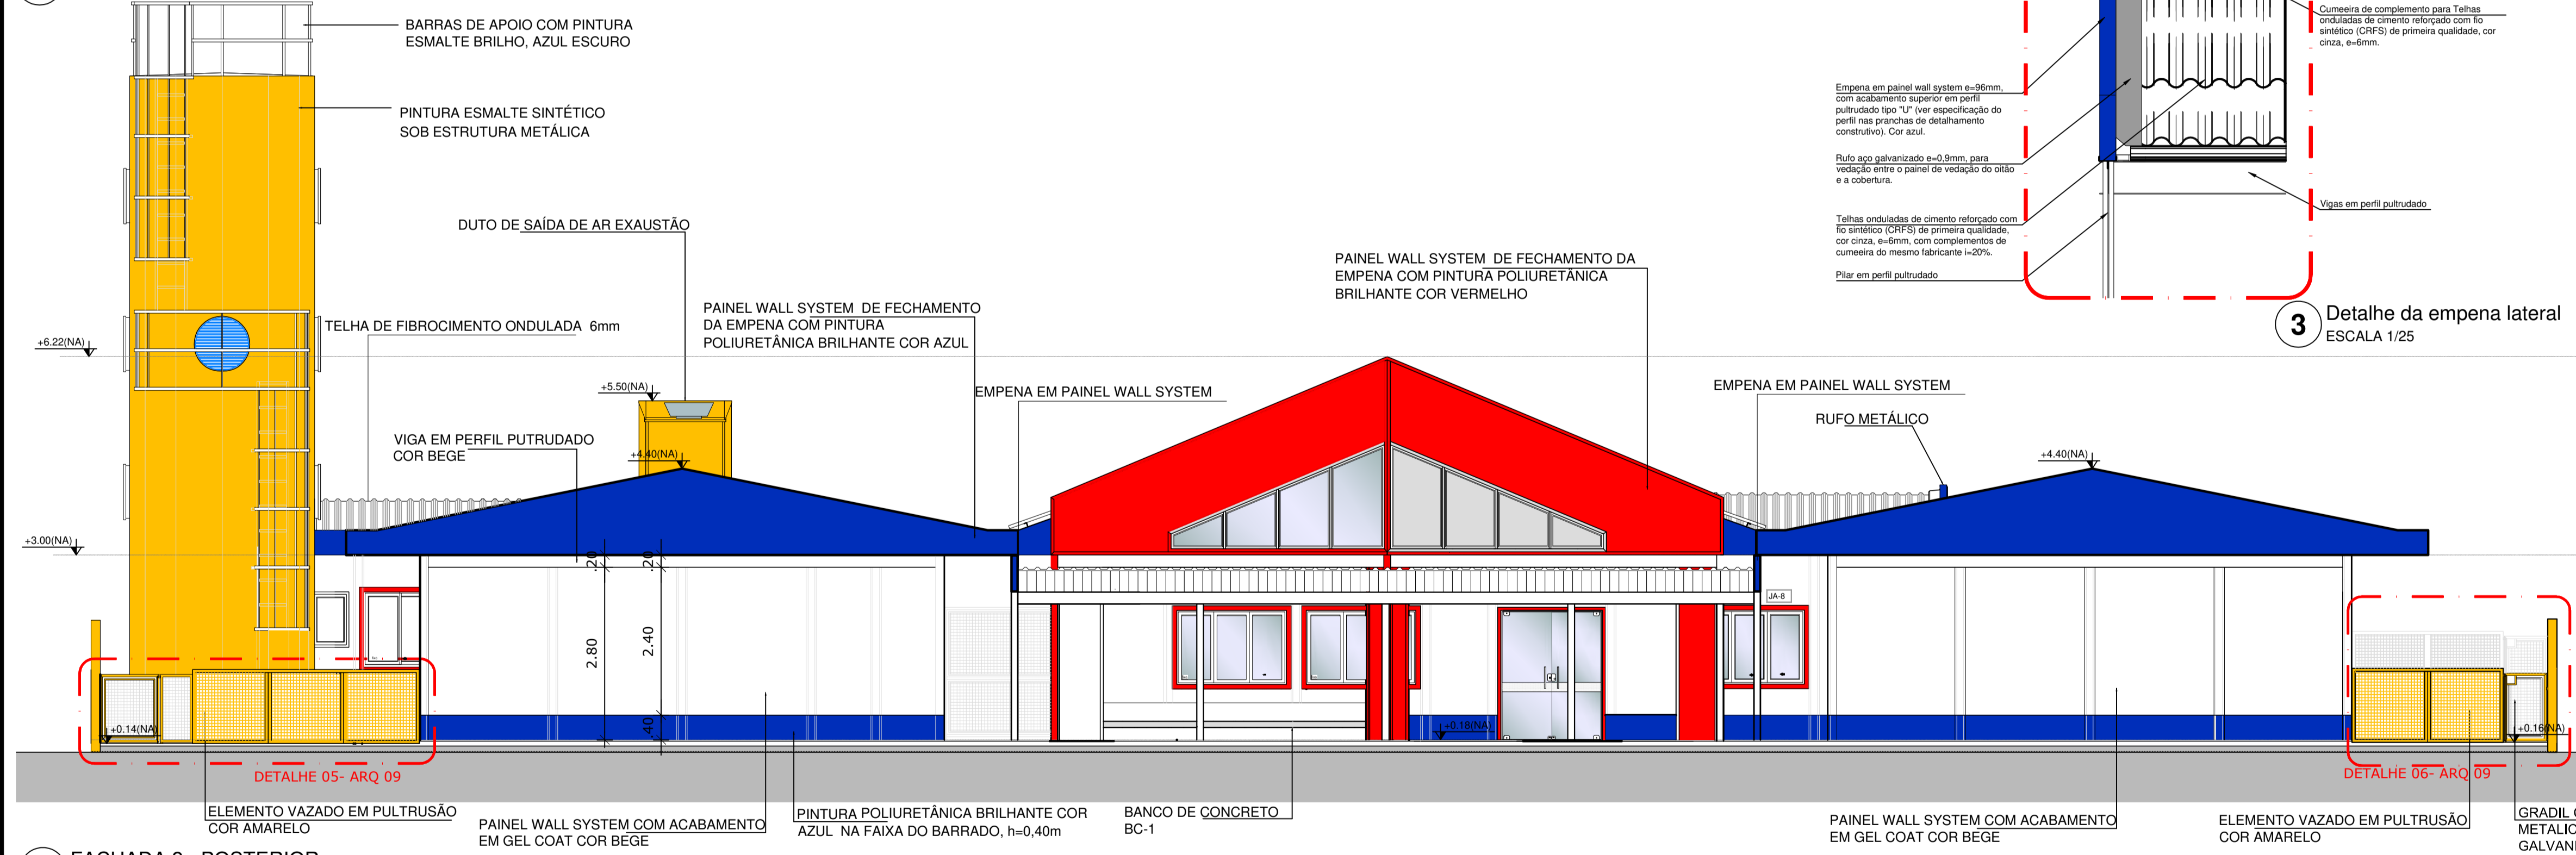 BARRAS DE APOIO COM PINTURA
ESMALTE BRILHO, AZUL ESCURO
PINTURA ESMALTE SINTÉTICO
SOB ESTRUTURA METÁLICA
DUTO DE SAÍDA DE AR EXAUSTÃO
TELHA DE FIBROCIMENTO ONDULADA 6mm
PAINEL WALL SYSTEM DE FECHAMENTO
DA EMPENA COM PINTURA
POLIURETÂNICA BRILHANTE COR AZUL
PAINEL WALL SYSTEM DE FECHAMENTO DA
EMPENA COM PINTURA POLIURETÂNICA
BRILHANTE COR VERMELHO
EMPENA EM PAINEL WALL SYSTEM
EMPENA EM PAINEL WALL SYSTEM
RUFO METÁLICO
VIGA EM PERFIL PUTRUDADO
COR BEGE
+6.22(NA)
+5.50(NA)
+4.40(NA)
+4.40(NA)
+3.00(NA)
.20
.20
2.80
2.40
.40
JA-8
+0.14(NA)
+0.18(NA)
+0.16(NA)
DETALHE 05- ARQ 09
DETALHE 06- ARQ 09
ELEMENTO VAZADO EM PULTRUSÃO
COR AMARELO
PAINEL WALL SYSTEM COM ACABAMENTO
EM GEL COAT COR BEGE
PINTURA POLIURETÂNICA BRILHANTE COR
AZUL NA FAIXA DO BARRADO, h=0,40m
BANCO DE CONCRETO
BC-1
PAINEL WALL SYSTEM COM ACABAMENTO
EM GEL COAT COR BEGE
ELEMENTO VAZADO EM PULTRUSÃO
COR AMARELO
GRADIL
METALIC
GALVANI
Cumeeira de complemento para Telhas
onduladas de cimento reforçado com fio
sintético (CRFS) de primeira qualidade, cor
cinza, e=6mm.
Empena em painel wall system e=96mm,
com acabamento superior em perfil
pultrudado tipo "U" (ver especificação do
perfil nas pranchas de detalhamento
construtivo). Cor azul.
Rufo aço galvanizado e=0,9mm, para
vedação entre o painel de vedação do oitão
e a cobertura.
Telhas onduladas de cimento reforçado com
fio sintético (CRFS) de primeira qualidade,
cor cinza, e=6mm, com complementos de
cumeeira do mesmo fabricante i=20%.
Pilar em perfil pultrudado
Vigas em perfil pultrudado
3 Detalhe da empena lateral
ESCALA 1/25